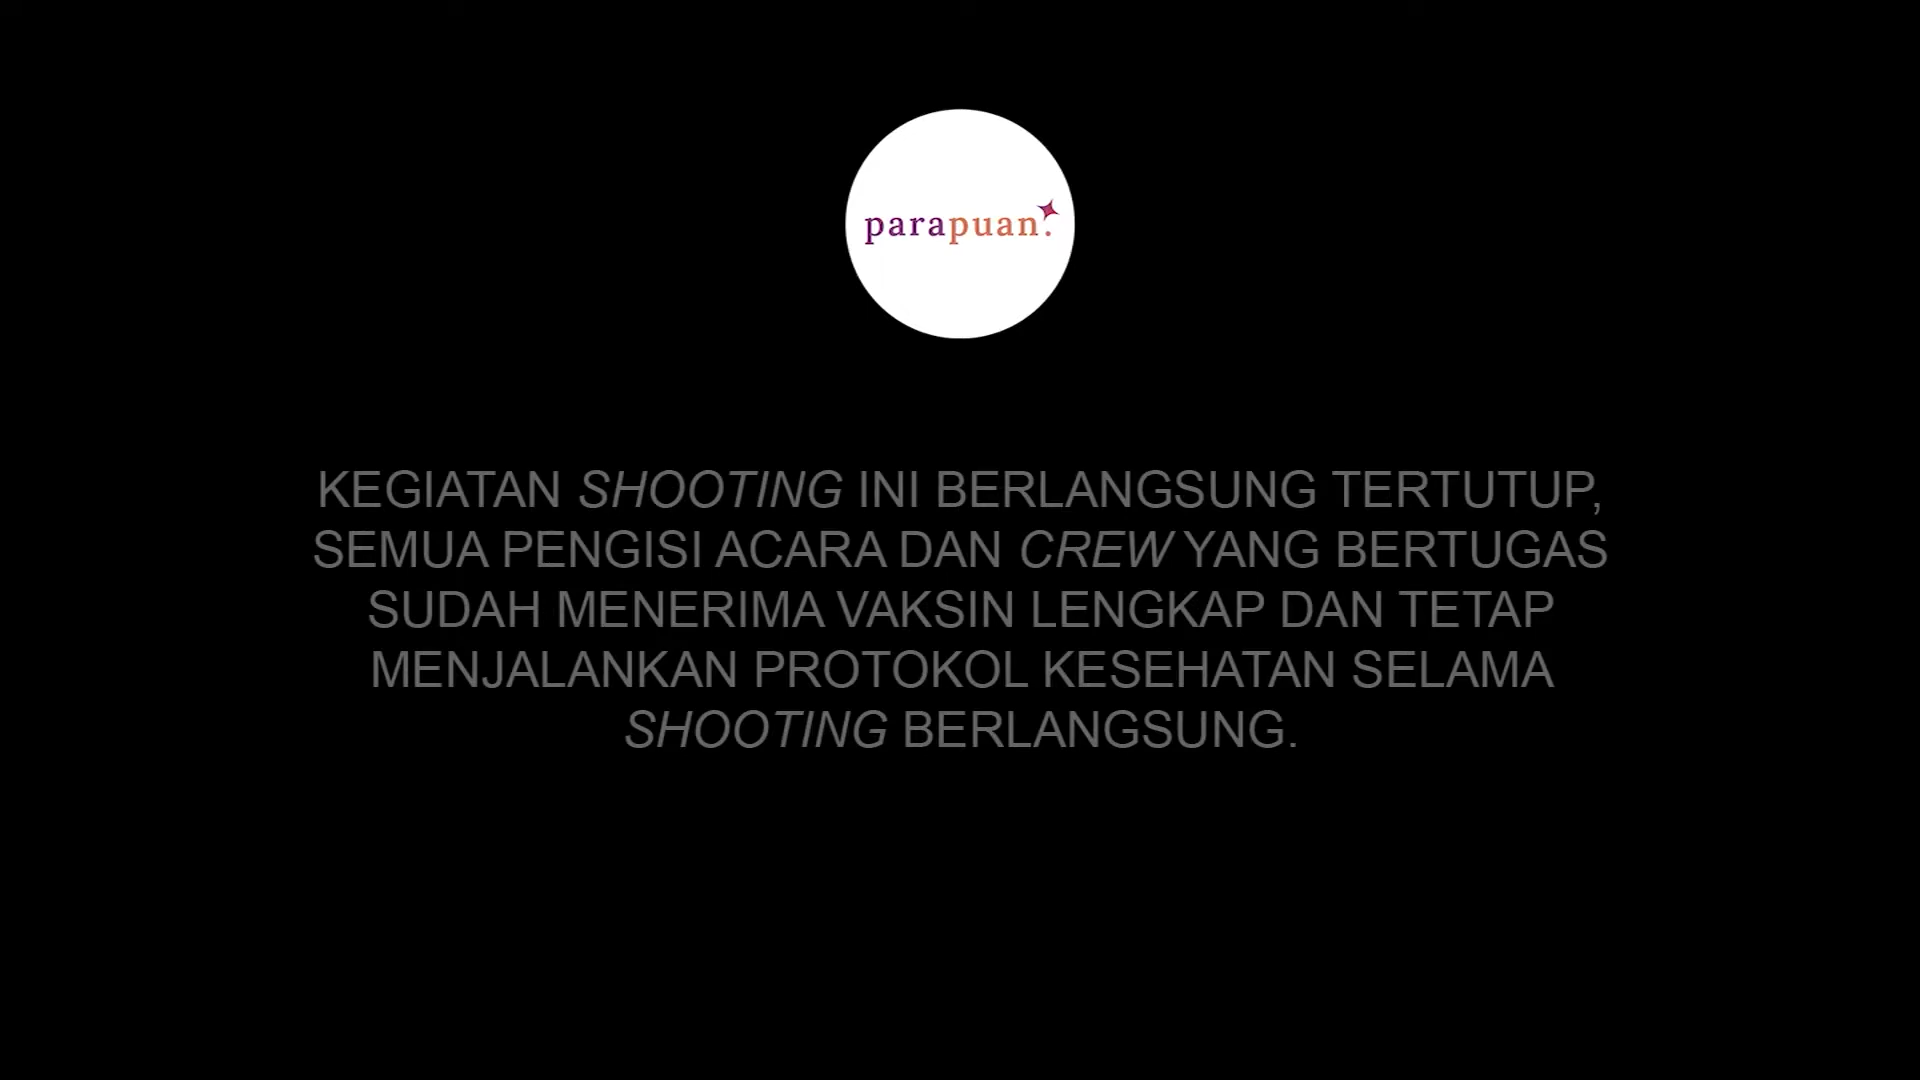 parapuan.
KEGIATAN SHOOTING INI BERLANGSUNG TERTUTUP,
SEMUA PENGISI ACARA DAN CREW YANG BERTUGAS
SUDAH MENERIMA VAKSIN LENGKAP DAN TETAP
MENJALANKAN PROTOKOL KESEHATAN SELAMA
SHOOTING BERLANGSUNG.